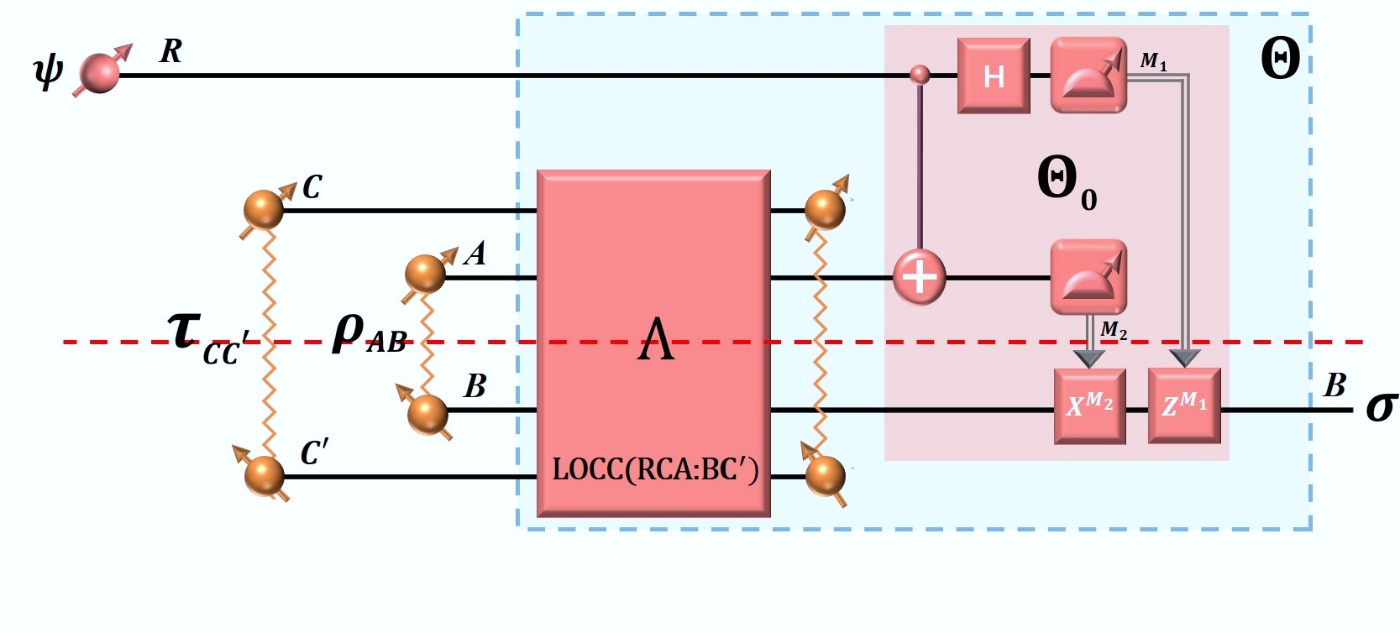 ψ R
H
M₁
Θ
Θ₀
C
A
τ_CC′
ρ_AB
Λ
M₂
B
B
σ
X^M₂
Z^M₁
C′
LOCC(RCA:BC′)